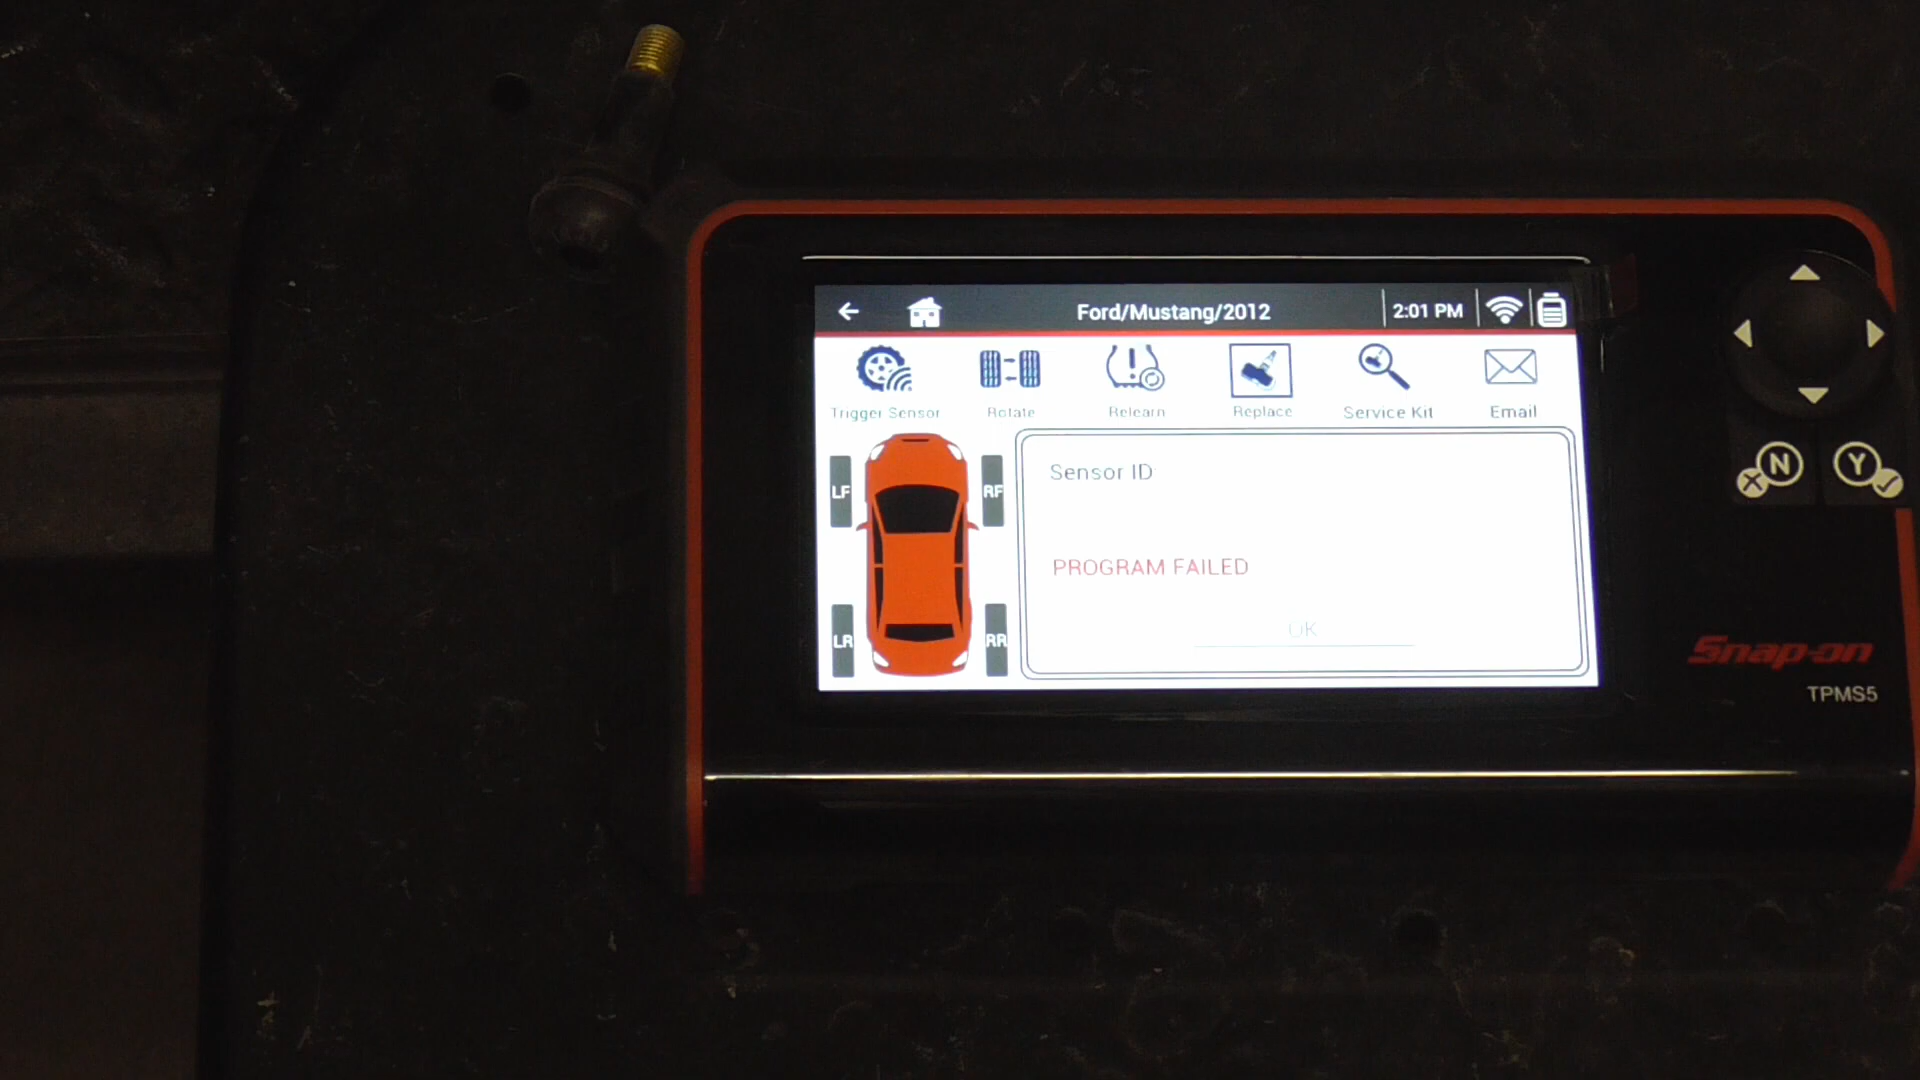 Ford/Mustang/2012
2:01 PM
Trigger Sensor
Rotate
Relearn
Replace
Service Kit
Email
LF
RF
Sensor ID
PROGRAM FAILED
OK
LR
RR
N
Y
Snap-on
TPMS5